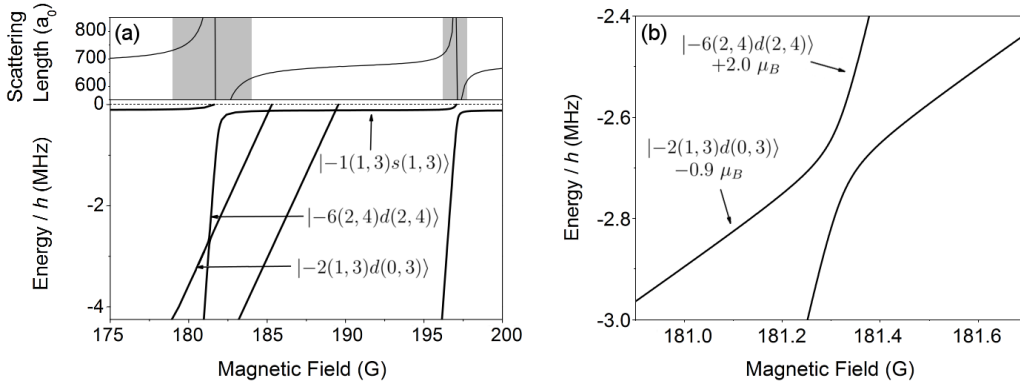 (a)
Scattering
Length (a0)
800
700
600
0
-2
-4
Energy / h (MHz)
|−1(1,3)s(1,3)⟩
|−6(2,4)d(2,4)⟩
|−2(1,3)d(0,3)⟩
175 180 185 190 195 200
Magnetic Field (G)
(b)
-2.4
-2.6
-2.8
-3.0
Energy / h (MHz)
|−6(2,4)d(2,4)⟩
+2.0 μB
|−2(1,3)d(0,3)⟩
−0.9 μB
181.0 181.2 181.4 181.6
Magnetic Field (G)